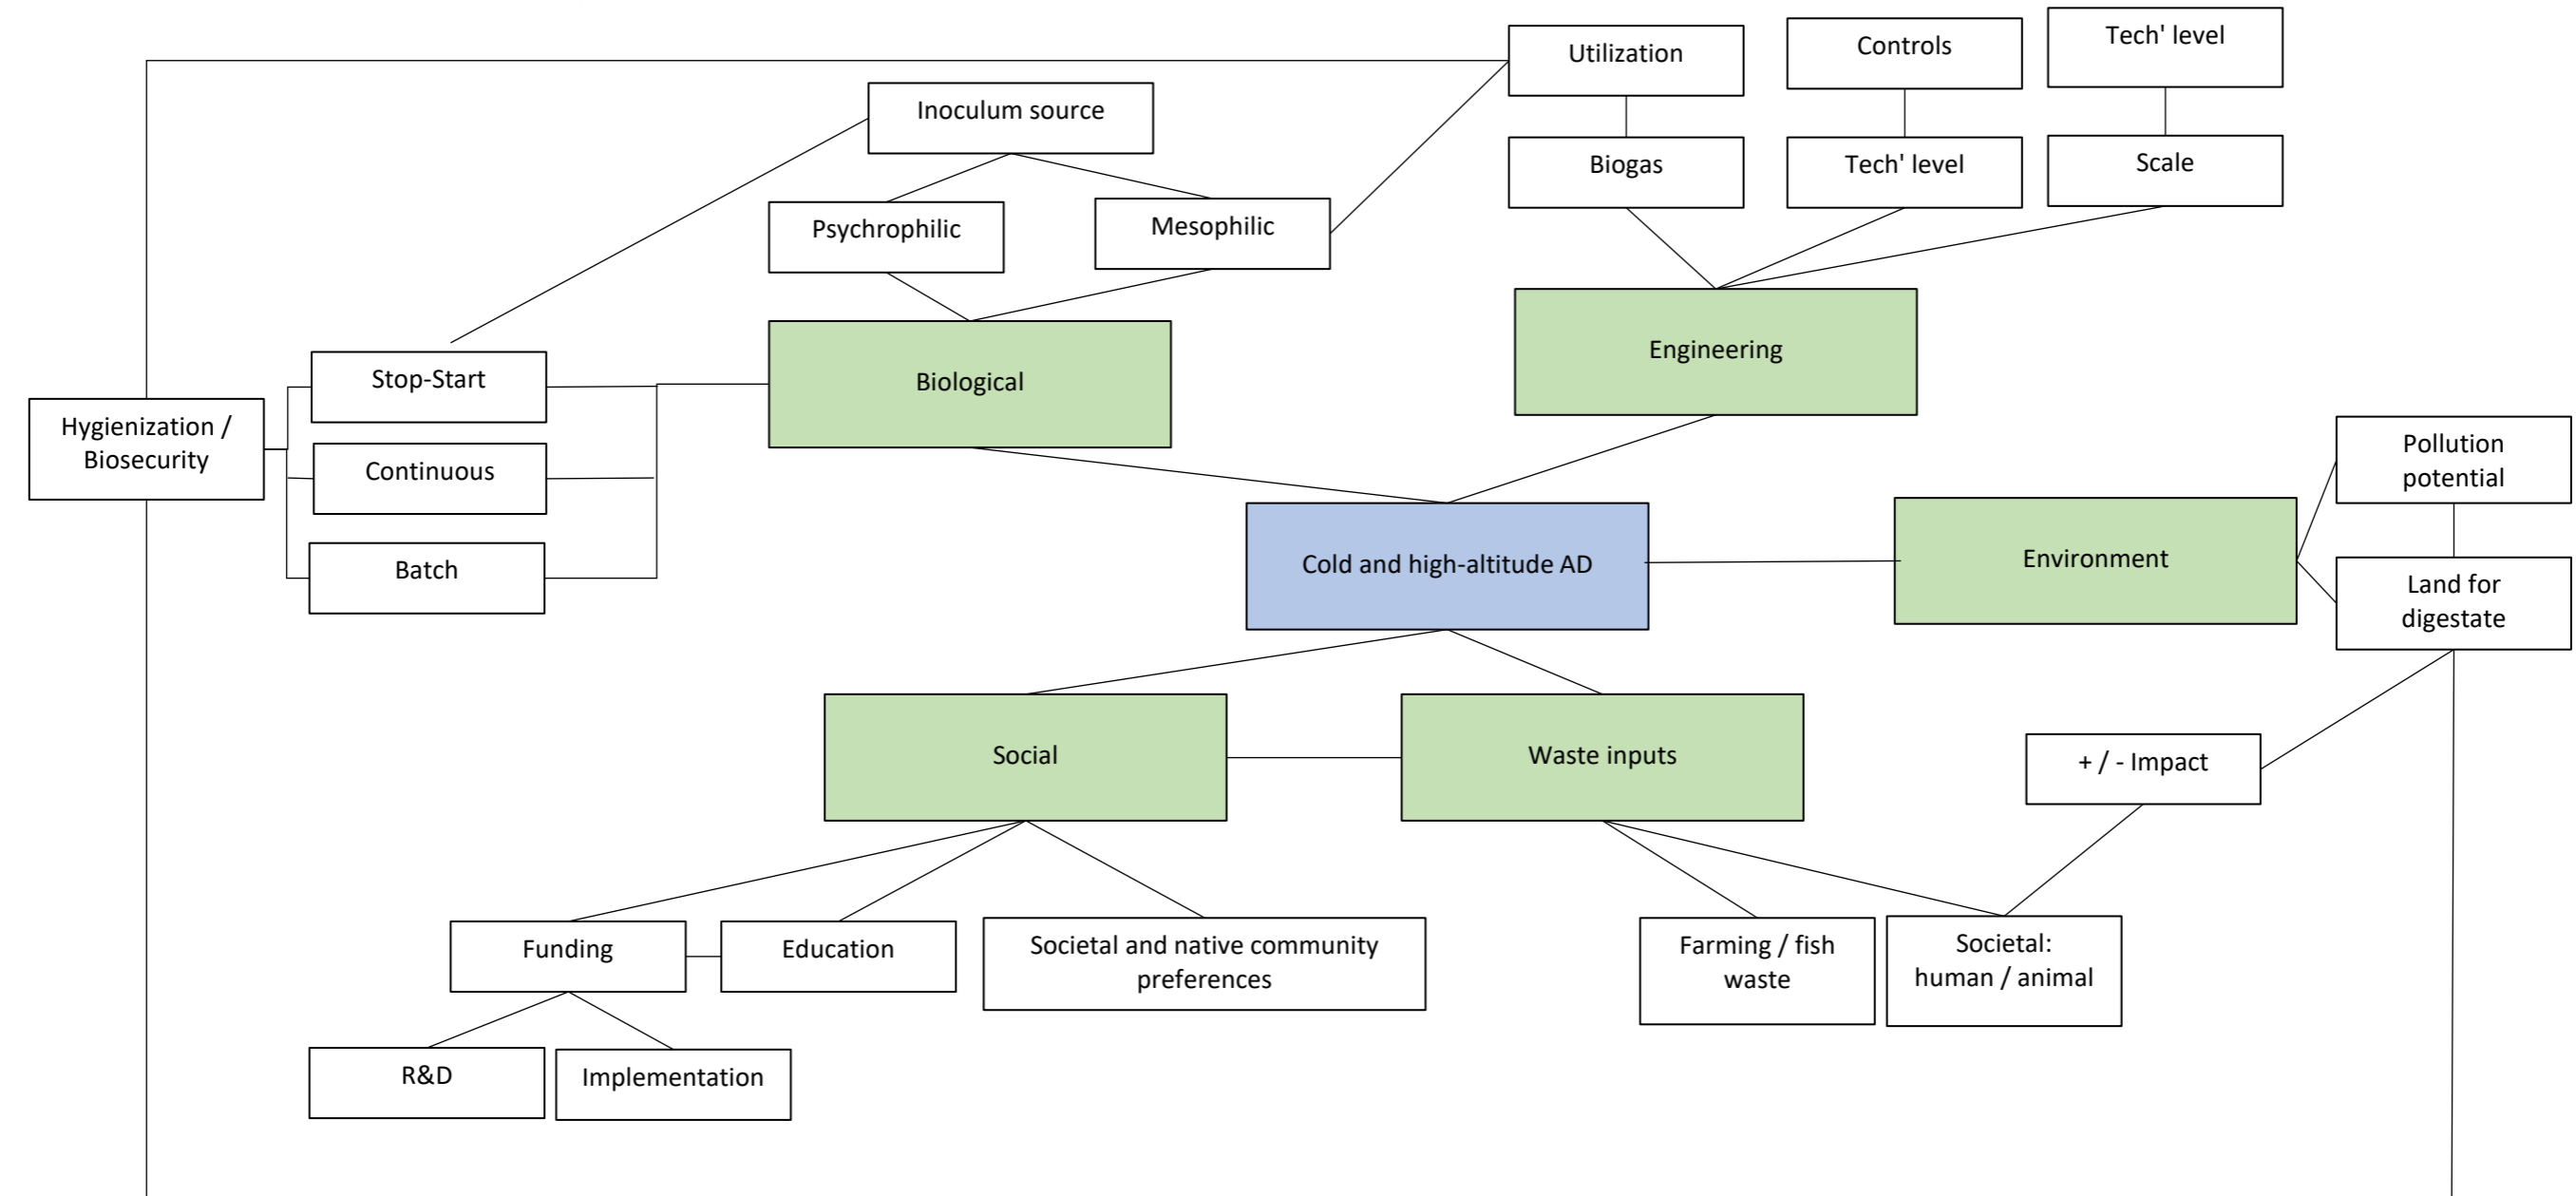 Utilization
Controls
Tech' level
Inoculum source
Biogas
Tech' level
Scale
Psychrophilic
Mesophilic
Engineering
Stop-Start
Biological
Hygienization /
Biosecurity
Continuous
Batch
Pollution
potential
Cold and high-altitude AD
Environment
Land for
digestate
Social
Waste inputs
+ / - Impact
Funding
Education
Societal and native community
preferences
Farming / fish
waste
Societal:
human / animal
R&D
Implementation